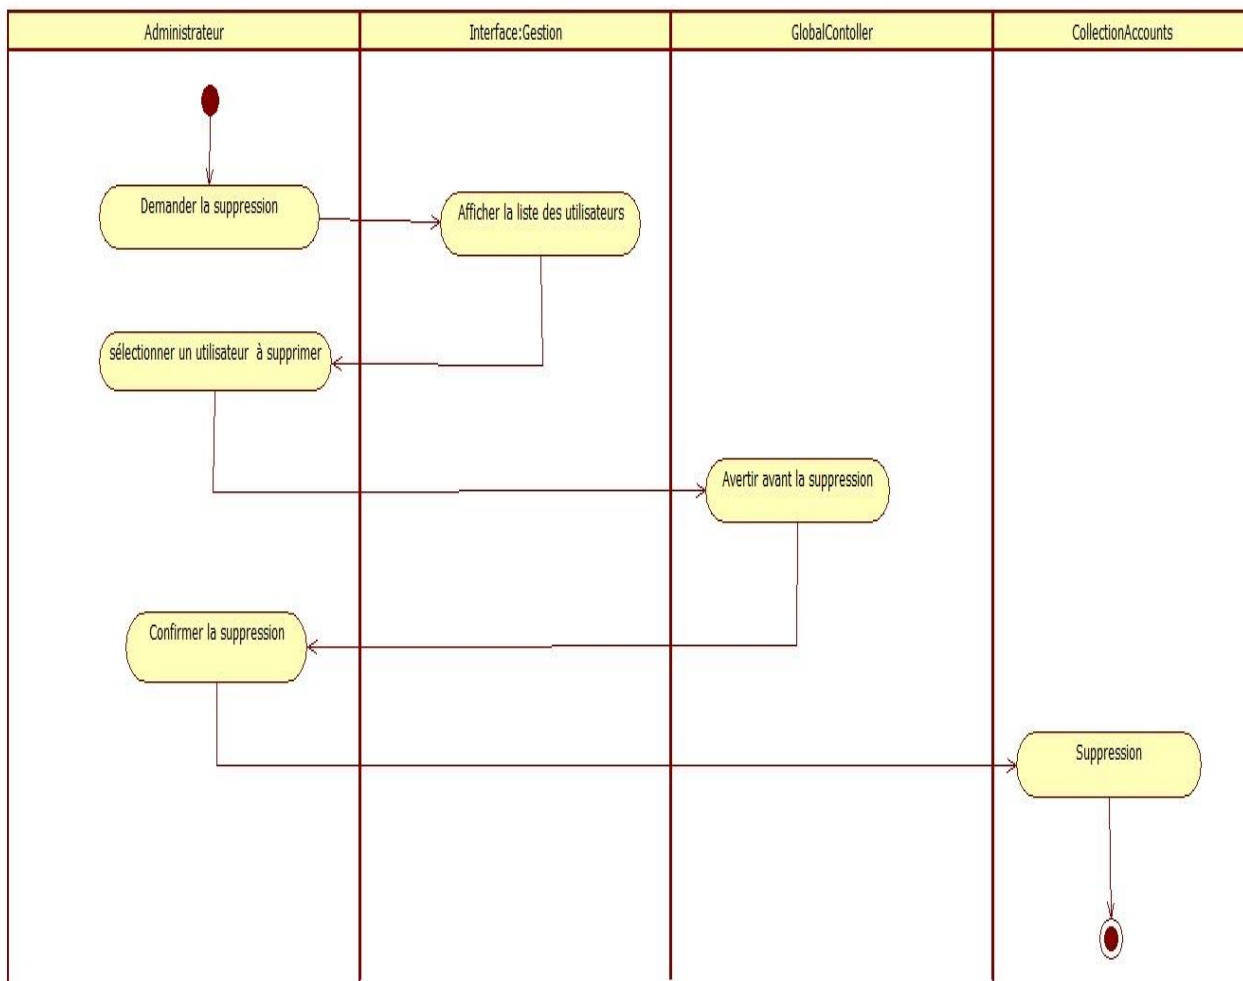 Administrateur
Interface:Gestion
GlobalContoller
CollectionAccounts
Demander la suppression
Afficher la liste des utilisateurs
sélectionner un utilisateur à supprimer
Avertir avant la suppression
Confirmer la suppression
Suppression